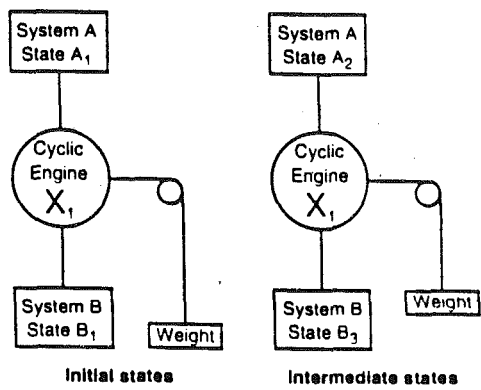 System A
State A₁
Cyclic
Engine
X₁
System B
State B₁
Weight
Initial states
System A
State A₂
Cyclic
Engine
X₁
System B
State B₃
Weight
Intermediate states